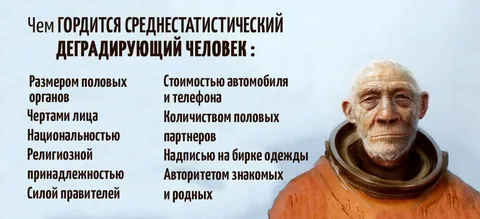 Чем ГОРДИТСЯ СРЕДНЕСТАТИСТИЧЕСКИЙ
ДЕГРАДИРУЮЩИЙ ЧЕЛОВЕК :
Размером половых
органов
Чертами лица
Национальностью
Религиозной
принадлежностью
Силой правителей
Стоимостью автомобиля
и телефона
Количиством половых
партнеров
Надписью на бирке одежды
Авторитетом знакомых
и родных